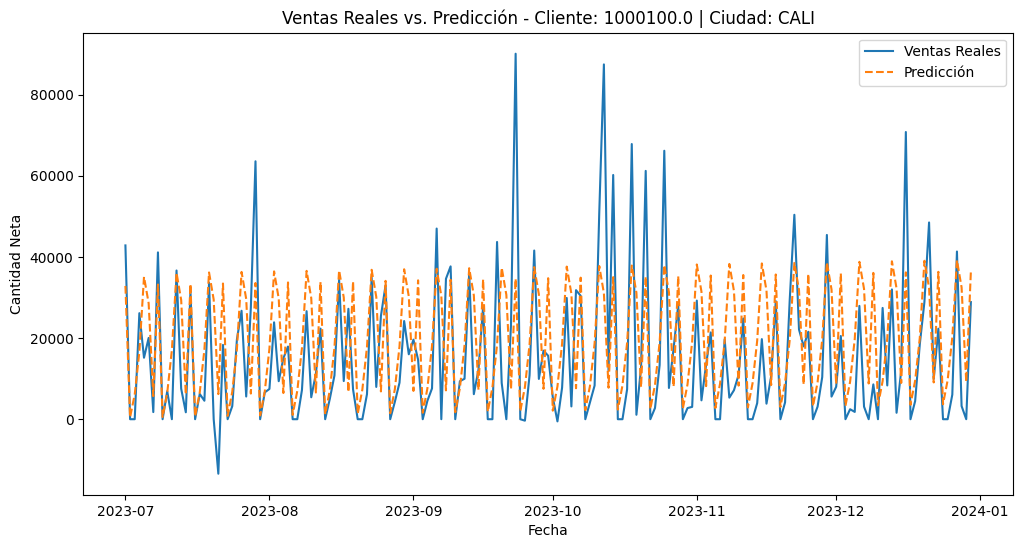 Ventas Reales vs. Predicción - Cliente: 1000100.0 | Ciudad: CALI
Ventas Reales
Predicción
Cantidad Neta
80000
60000
40000
20000
0
2023-07
2023-08
2023-09
2023-10
2023-11
2023-12
2024-01
Fecha